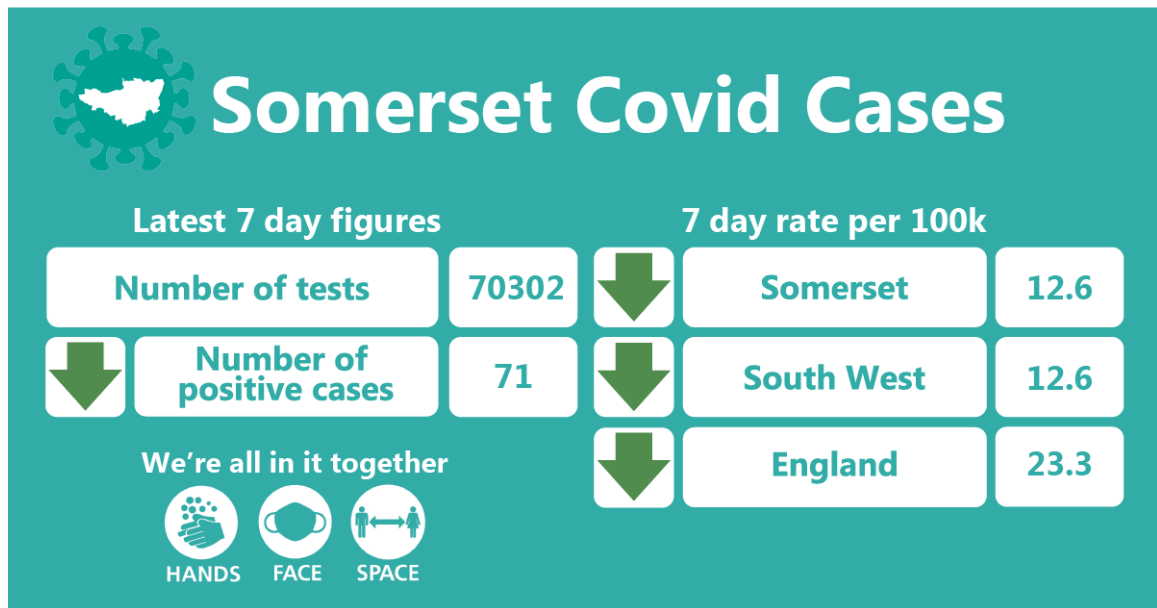 Somerset Covid Cases
Latest 7 day figures
Number of tests
70302
Number of
positive cases
71
We're all in it together
HANDS
FACE
SPACE
7 day rate per 100k
Somerset
12.6
South West
12.6
England
23.3